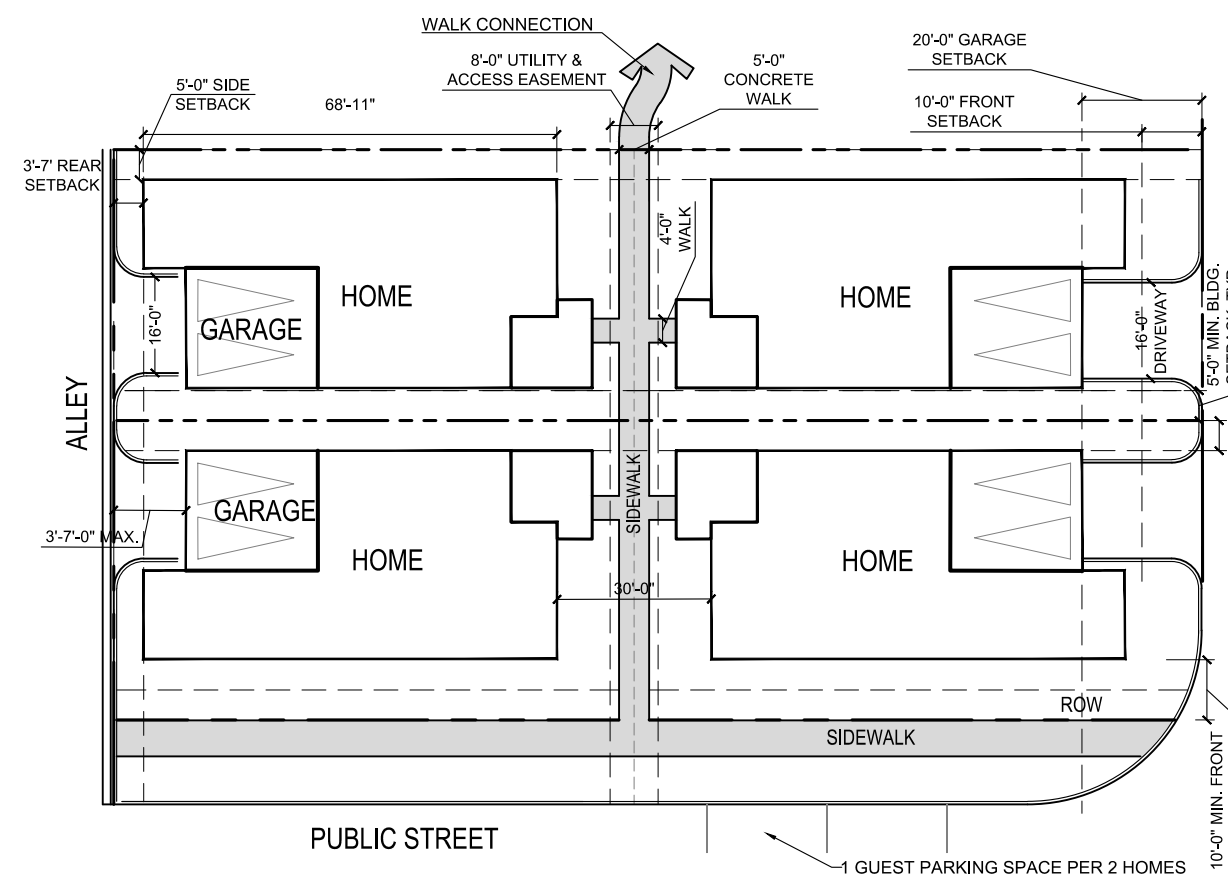 WALK CONNECTION
8'-0" UTILITY &
ACCESS EASEMENT
5'-0"
CONCRETE
WALK
20'-0" GARAGE
SETBACK
10'-0" FRONT
SETBACK
5'-0" SIDE
SETBACK
68'-11"
3'-7' REAR
SETBACK
4'-0"
WALK
HOME
HOME
GARAGE
16'-0"
16'-0"
DRIVEWAY
5'-0" MIN. BLDG.
ALLEY
SIDEWALK
GARAGE
3'-7'-0" MAX.
HOME
HOME
30'-0"
ROW
SIDEWALK
10'-0" MIN. FRONT
PUBLIC STREET
1 GUEST PARKING SPACE PER 2 HOMES